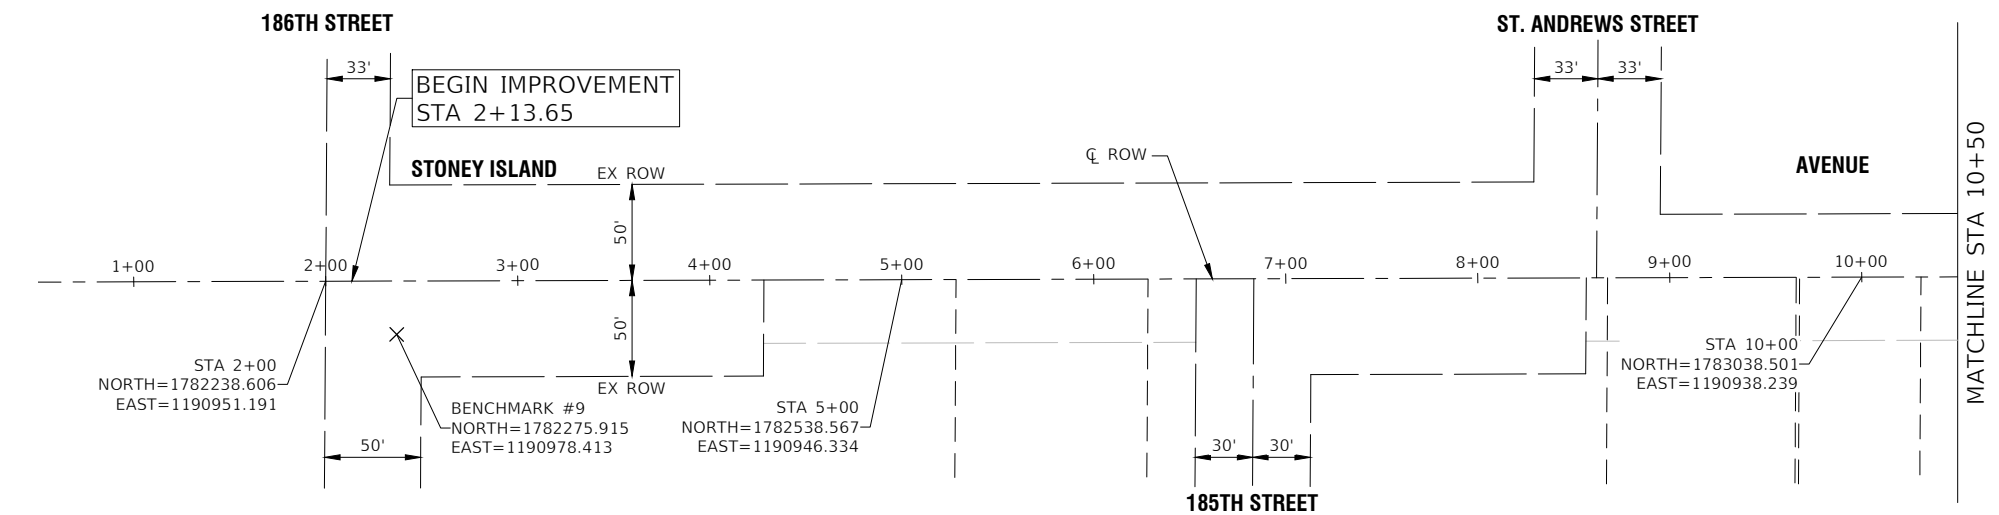 186TH STREET
ST. ANDREWS STREET
33'
33'
33'
BEGIN IMPROVEMENT
STA 2+13.65
STONEY ISLAND
EX ROW
℄ ROW
AVENUE
50'
1+00
2+00
3+00
4+00
5+00
6+00
7+00
8+00
9+00
10+00
MATCHLINE STA 10+50
50'
STA 2+00
NORTH=1782238.606
EAST=1190951.191
EX ROW
BENCHMARK #9
NORTH=1782275.915
EAST=1190978.413
STA 5+00
NORTH=1782538.567
EAST=1190946.334
STA 10+00
NORTH=1783038.501
EAST=1190938.239
50'
30'
30'
185TH STREET